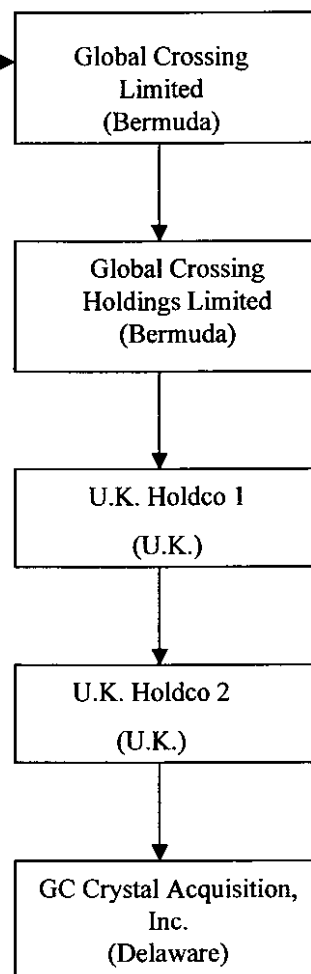 Global Crossing
Limited
(Bermuda)
Global Crossing
Holdings Limited
(Bermuda)
U.K. Holdco 1
(U.K.)
U.K. Holdco 2
(U.K.)
GC Crystal Acquisition,
Inc.
(Delaware)